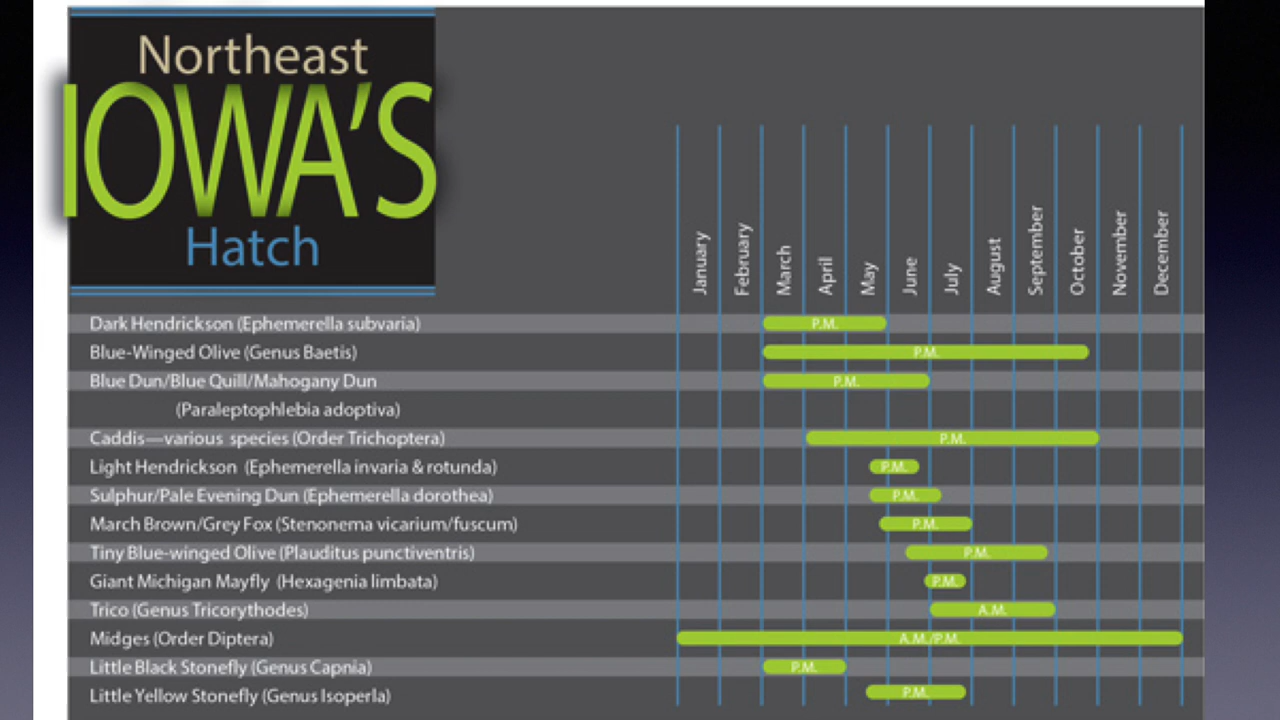 Northeast
IOWA'S
Hatch
January
February
March
April
May
June
July
August
September
October
November
December
Dark Hendrickson (Ephemerella subvaria)
P.M.
Blue-Winged Olive (Genus Baetis)
P.M.
Blue Dun/Blue Quill/Mahogany Dun
P.M.
(Paraleptophlebia adoptiva)
Caddis—various species (Order Trichoptera)
P.M.
Light Hendrickson (Ephemerella invaria & rotunda)
P.M.
Sulphur/Pale Evening Dun (Ephemerella dorothea)
P.M.
March Brown/Grey Fox (Stenonema vicarium/fuscum)
P.M.
Tiny Blue-winged Olive (Plauditus punctiventris)
P.M.
Giant Michigan Mayfly (Hexagenia limbata)
P.M.
Trico (Genus Tricorythodes)
A.M.
Midges (Order Diptera)
A.M./P.M.
Little Black Stonefly (Genus Capnia)
P.M.
Little Yellow Stonefly (Genus Isoperla)
P.M.